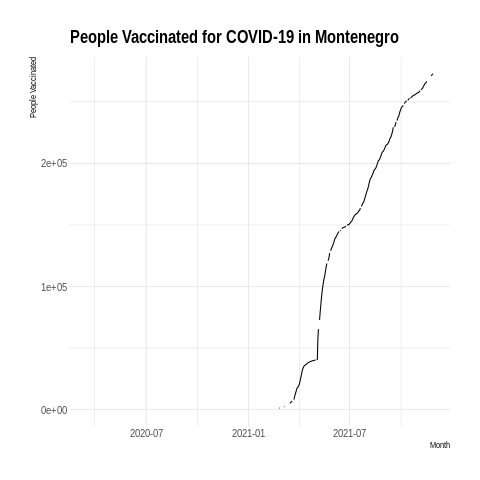 People Vaccinated for COVID-19 in Montenegro
People Vaccinated
2e+05
1e+05
0e+00
2020-07 2021-01 2021-07
Month